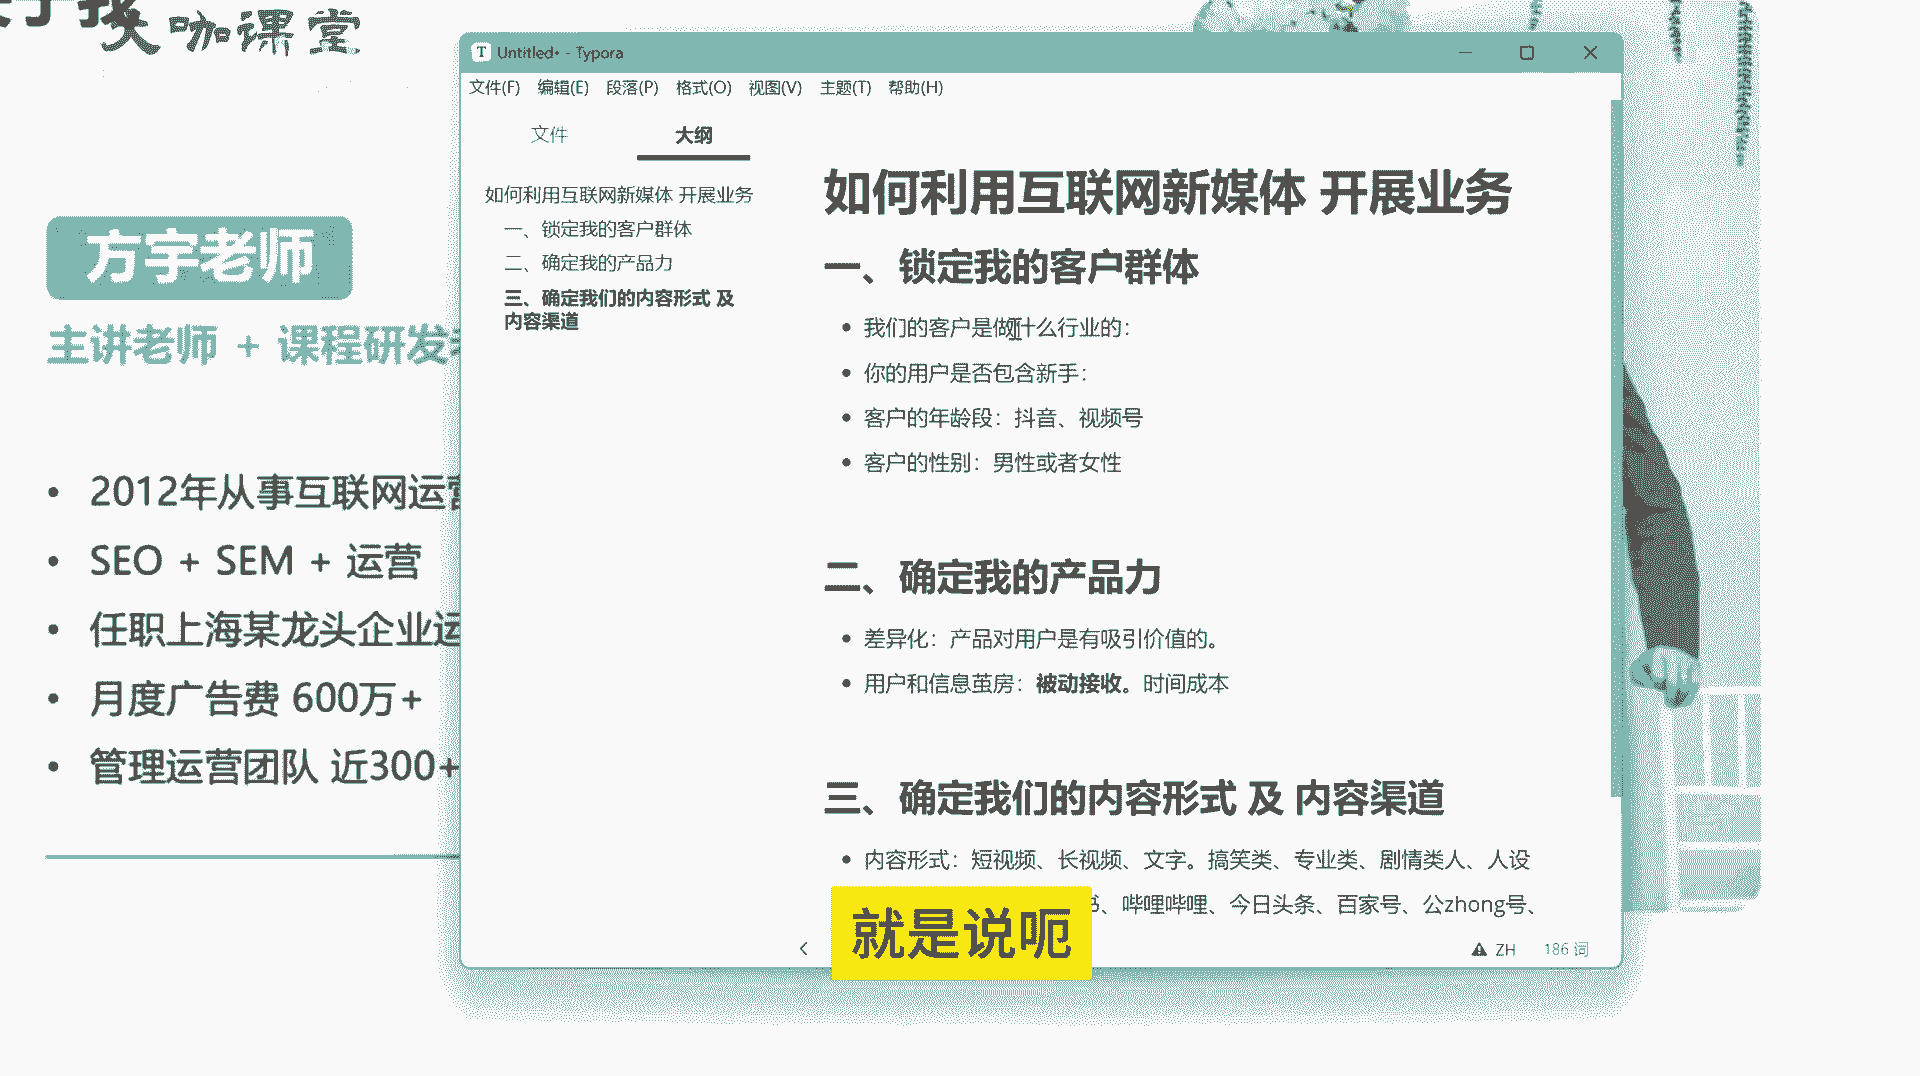 大咖课堂
方宇老师
主讲老师 + 课程研发
2012年从事互联网运营
SEO + SEM + 运营
任职上海某龙头企业运
月度广告费 600万+
管理运营团队 近300+
Untitled• - Typora
文件(F) 编辑(E) 段落(P) 格式(O) 视图(V) 主题(T) 帮助(H)
文件 大纲
如何利用互联网新媒体 开展业务
一、锁定我的客户群体
二、确定我的产品力
三、确定我们的内容形式 及
内容渠道
如何利用互联网新媒体 开展业务
一、锁定我的客户群体
我们的客户是做什么行业的：
你的用户是否包含新手：
客户的年龄段：抖音、视频号
客户的性别：男性或者女性
二、确定我的产品力
差异化：产品对用户是有吸引价值的。
用户和信息茧房：被动接收。时间成本
三、确定我们的内容形式 及 内容渠道
内容形式：短视频、长视频、文字。搞笑类、专业类、剧情类人、人设
书、哔哩哔哩、今日头条、百家号、公zhong号、
ZH 186 词
就是说呃